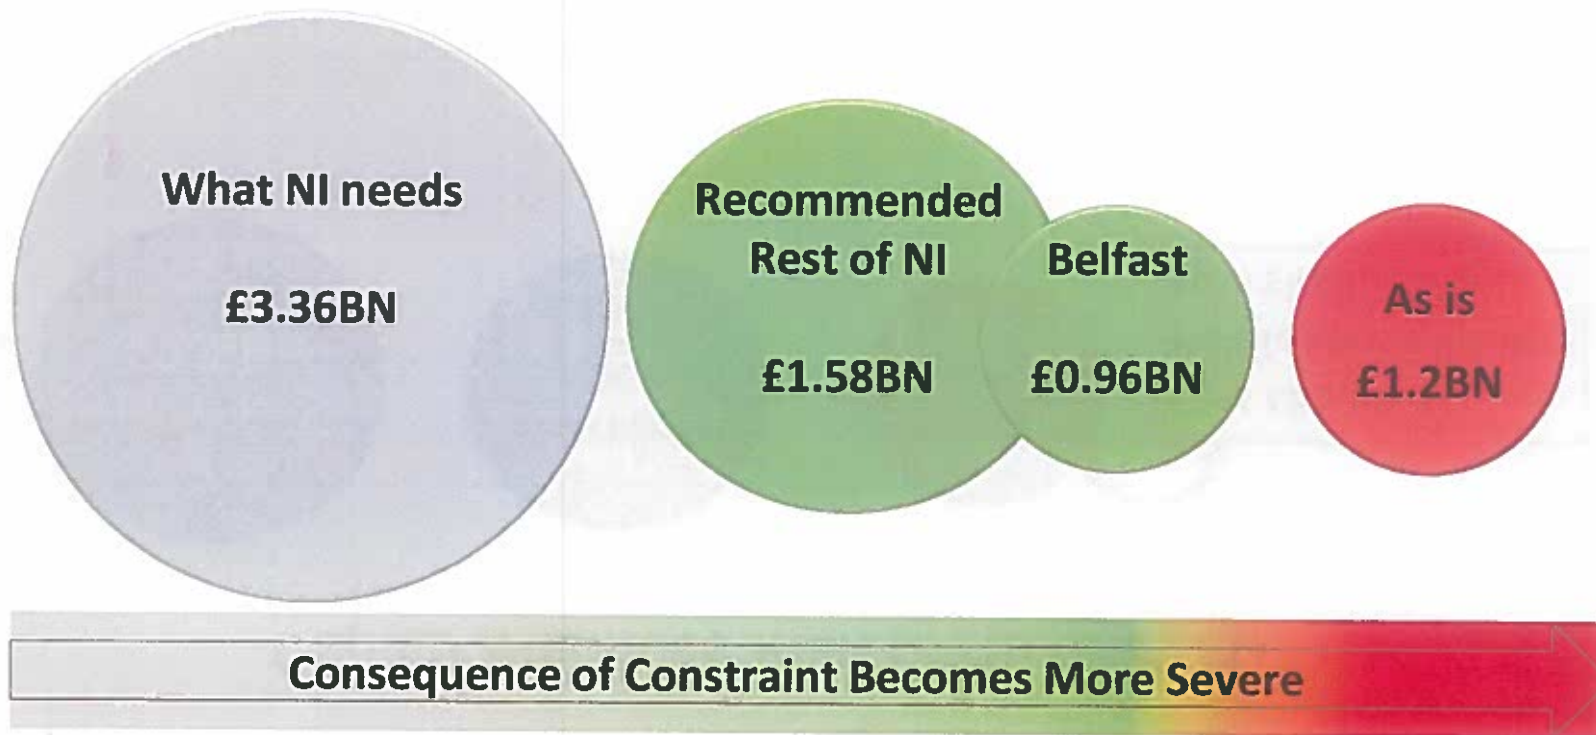 What NI needs
£3.36BN
Recommended
Rest of NI
£1.58BN
Belfast
£0.96BN
As is
£1.2BN
Consequence of Constraint Becomes More Severe